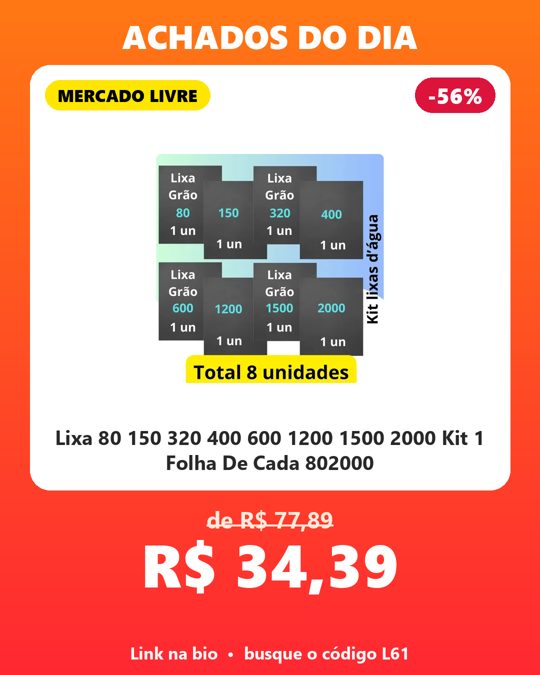 ACHADOS DO DIA
MERCADO LIVRE
-56%
Lixa
Grão
80
1 un
150
1 un
Lixa
Grão
320
1 un
400
1 un
Lixa
Grão
600
1 un
1200
1 un
Lixa
Grão
1500
1 un
2000
1 un
Kit lixas d'água
Total 8 unidades
Lixa 80 150 320 400 600 1200 1500 2000 Kit 1
Folha De Cada 802000
de R$ 77,89
R$ 34,39
Link na bio • busque o código L61